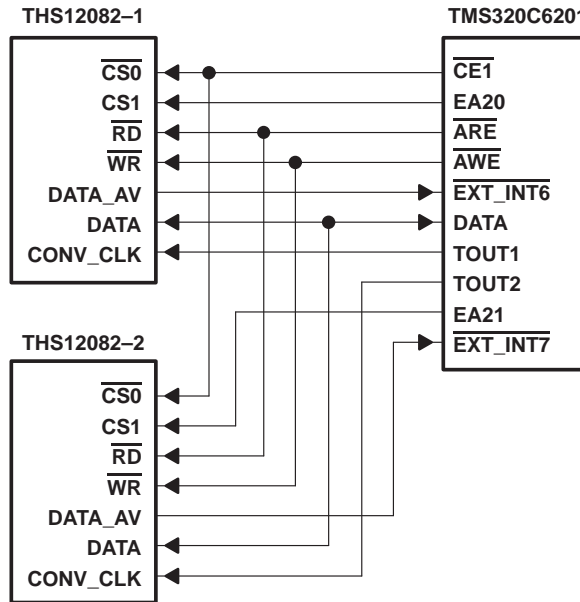 THS12082–1
TMS320C6201
CS0
CE1
CS1
EA20
RD
ARE
WR
AWE
DATA_AV
EXT_INT6
DATA
DATA
CONV_CLK
TOUT1
TOUT2
EA21
THS12082–2
EXT_INT7
CS0
CS1
RD
WR
DATA_AV
DATA
CONV_CLK